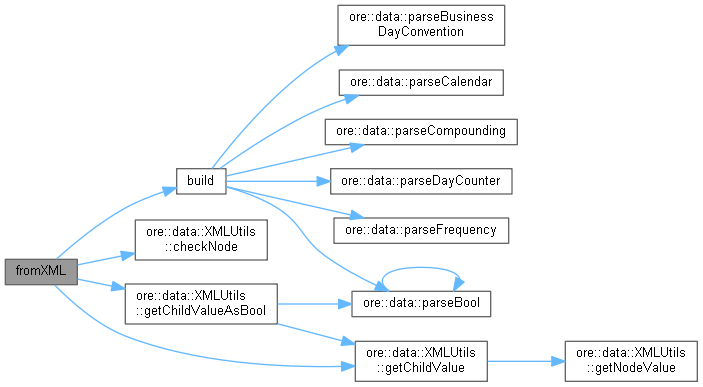 ore::data::parseBusiness
DayConvention
ore::data::parseCalendar
ore::data::parseCompounding
build
ore::data::parseDayCounter
ore::data::parseFrequency
ore::data::XMLUtils
::checkNode
fromXML
ore::data::XMLUtils
::getChildValueAsBool
ore::data::parseBool
ore::data::XMLUtils
::getChildValue
ore::data::XMLUtils
::getNodeValue